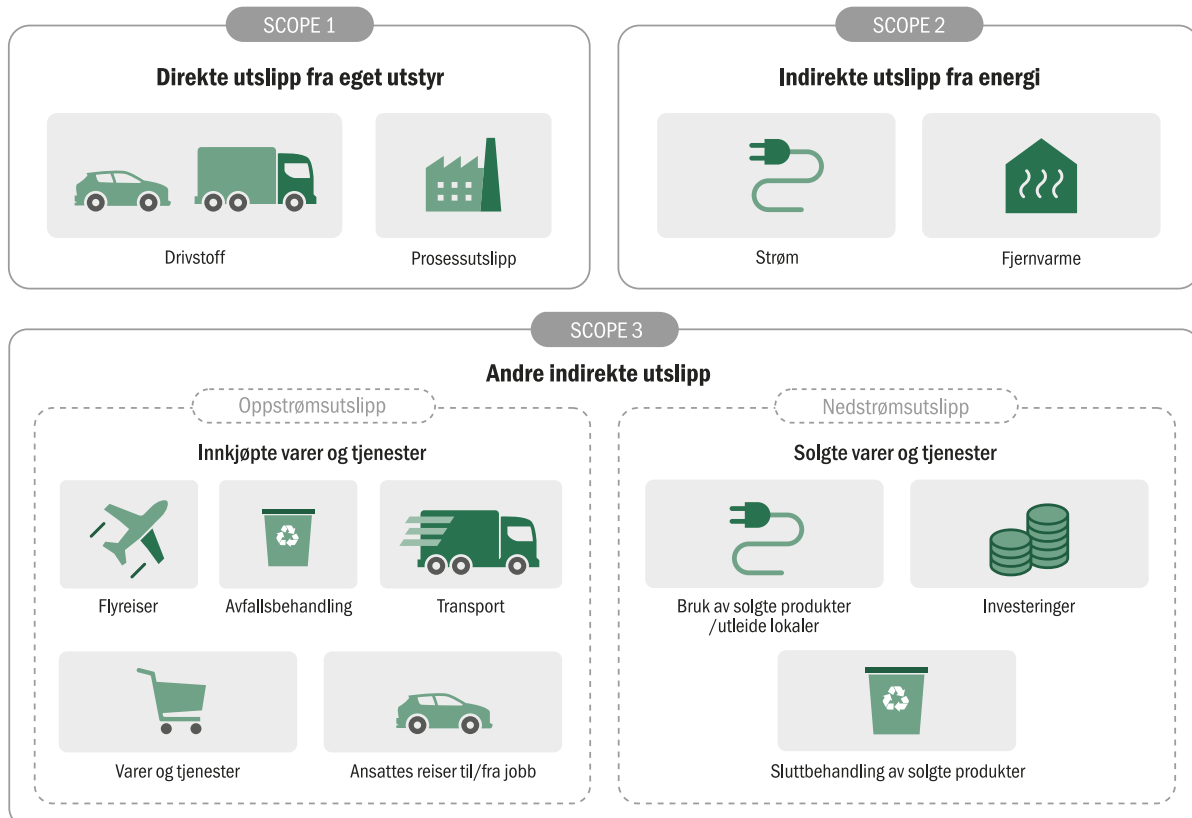 SCOPE 1
Direkte utslipp fra eget utstyr
Drivstoff
Prosessutslipp
SCOPE 2
Indirekte utslipp fra energi
Strøm
Fjernvarme
SCOPE 3
Andre indirekte utslipp
Oppstrømsutslipp
Innkjøpte varer og tjenester
Flyreiser
Avfallsbehandling
Transport
Varer og tjenester
Ansattes reiser til/fra jobb
Nedstrømsutslipp
Solgte varer og tjenester
Bruk av solgte produkter
/utleide lokaler
Investeringer
Sluttbehandling av solgte produkter